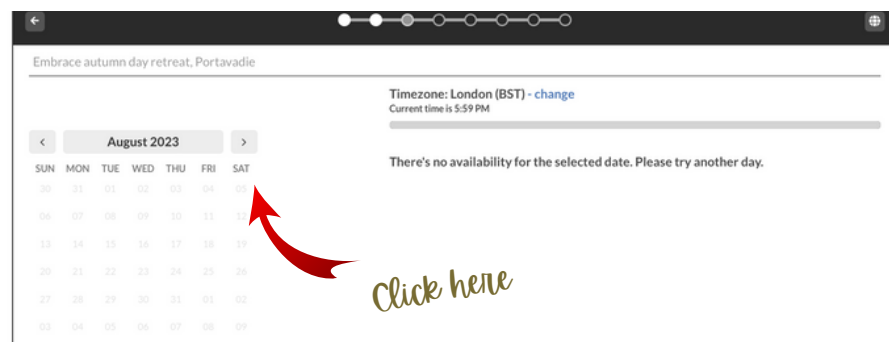 Embrace autumn day retreat, Portavadie
Timezone: London (BST) - change
Current time is 5:59 PM
< August 2023 >
SUN MON TUE WED THU FRI SAT
30 31 01 02 03 04 05
06 07 08 09 10 11 12
13 14 15 16 17 18 19
20 21 22 23 24 25 26
27 28 29 30 31 01 02
03 04 05 06 07 08 09
There's no availability for the selected date. Please try another day.
Click here